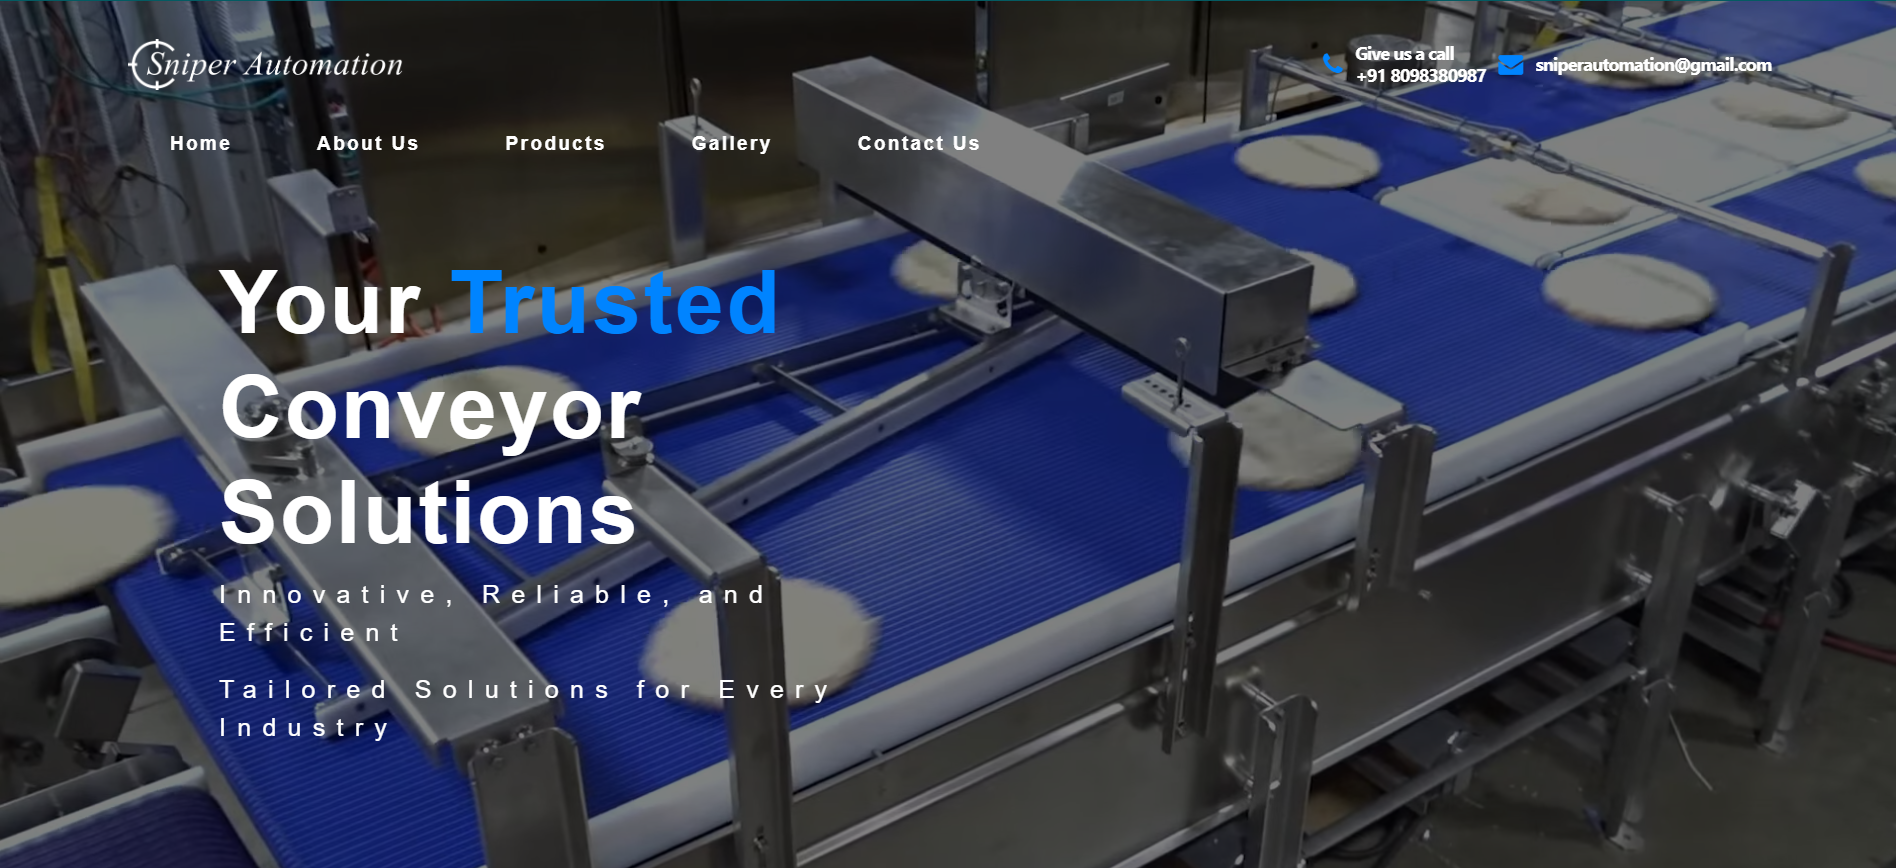 Sniper Automation
Give us a call
+91 8098380987
sniperautomation@gmail.com
Home
About Us
Products
Gallery
Contact Us
Your Trusted
Conveyor
Solutions
Innovative, Reliable, and
Efficient
Tailored Solutions for Every
Industry